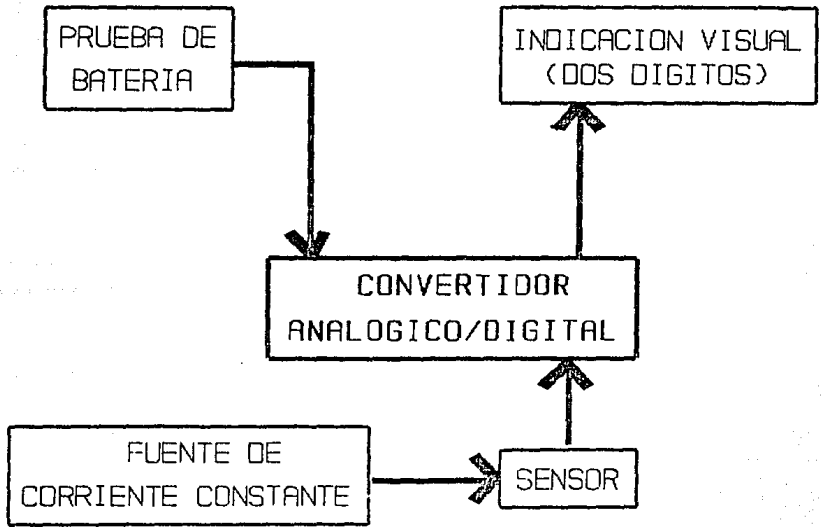 PRUEBA DE
BATERIA
INDICACION VISUAL
(DOS DIGITOS)
CONVERTIDOR
ANALOGICO/DIGITAL
FUENTE DE
CORRIENTE CONSTANTE
SENSOR